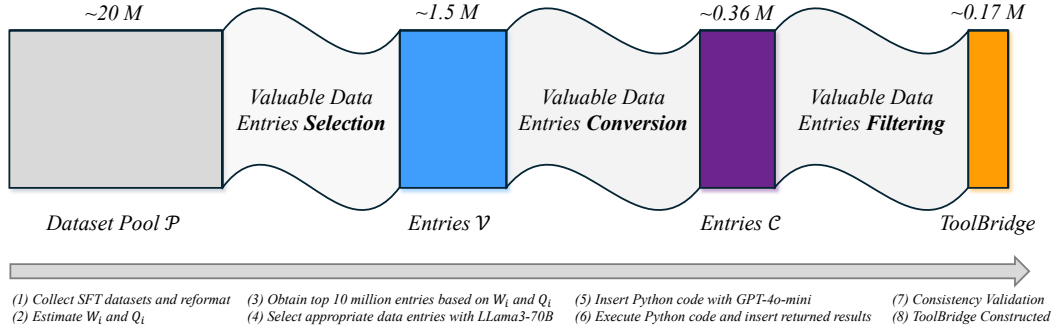 ~20 M
~1.5 M
~0.36 M
~0.17 M
Valuable Data
Entries Selection
Valuable Data
Entries Conversion
Valuable Data
Entries Filtering
Dataset Pool 𝒫
Entries 𝒱
Entries 𝒞
ToolBridge
(1) Collect SFT datasets and reformat
(2) Estimate Wᵢ and Qᵢ
(3) Obtain top 10 million entries based on Wᵢ and Qᵢ
(4) Select appropriate data entries with LLama3-70B
(5) Insert Python code with GPT-4o-mini
(6) Execute Python code and insert returned results
(7) Consistency Validation
(8) ToolBridge Constructed